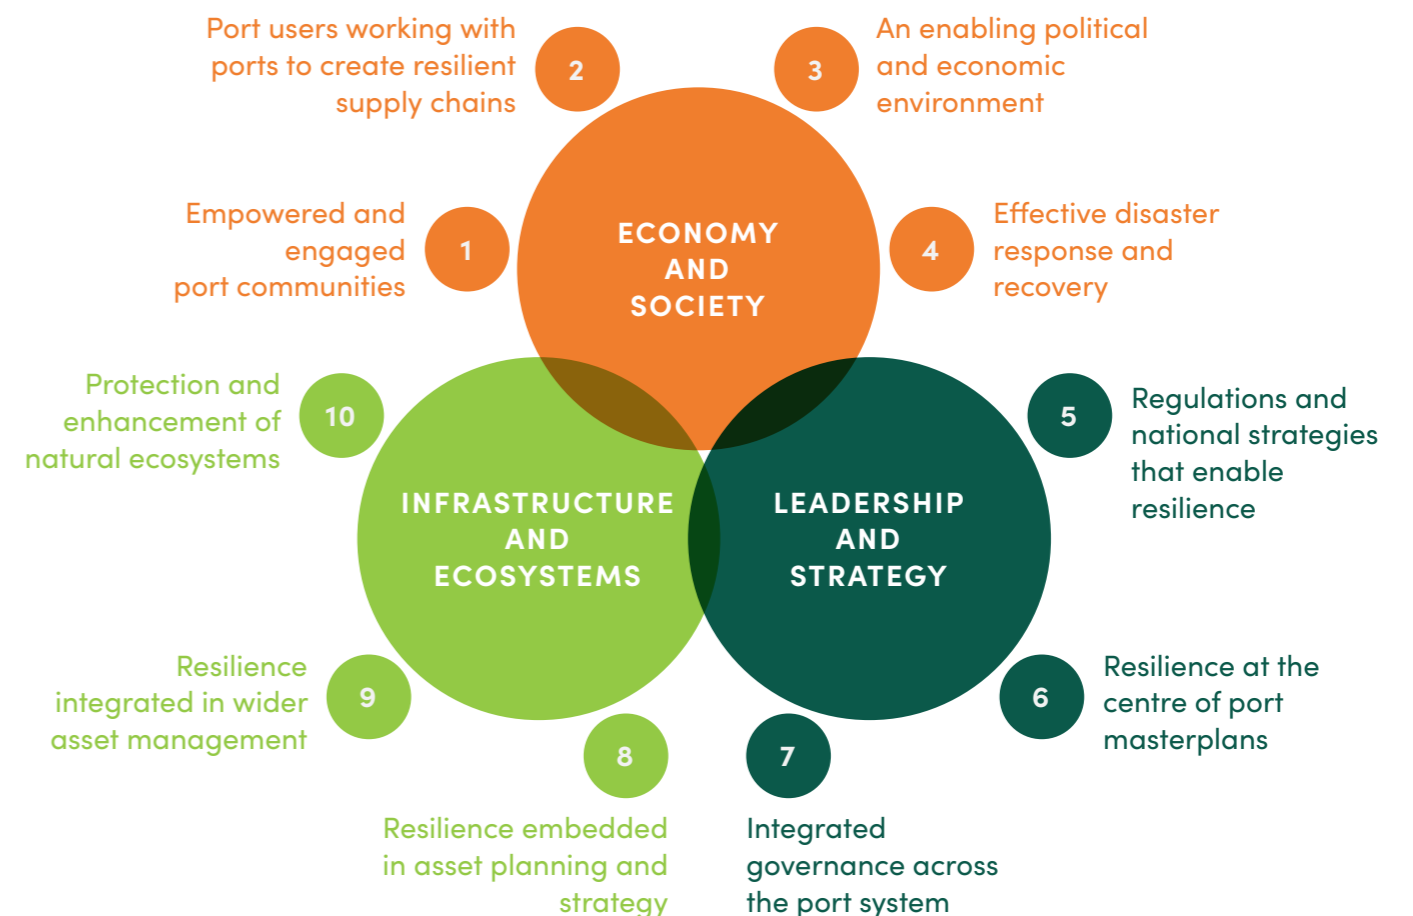 Port users working with
ports to create resilient
supply chains
2
3
An enabling political
and economic
environment
Empowered and
engaged
port communities
1
ECONOMY
AND
SOCIETY
4
Effective disaster
response and
recovery
Protection and
enhancement of
natural ecosystems
10
5
Regulations and
national strategies
that enable
resilience
INFRASTRUCTURE
AND
ECOSYSTEMS
LEADERSHIP
AND
STRATEGY
Resilience
integrated in wider
asset management
9
6
Resilience at the
centre of port
masterplans
8
Resilience embedded
in asset planning and
strategy
7
Integrated
governance across
the port system